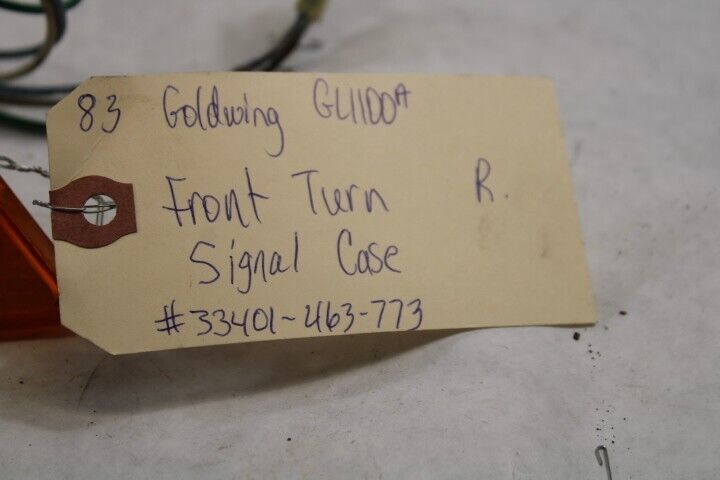 83 Goldwing GL1100A
Front Turn R.
Signal Case
#33401-463-773